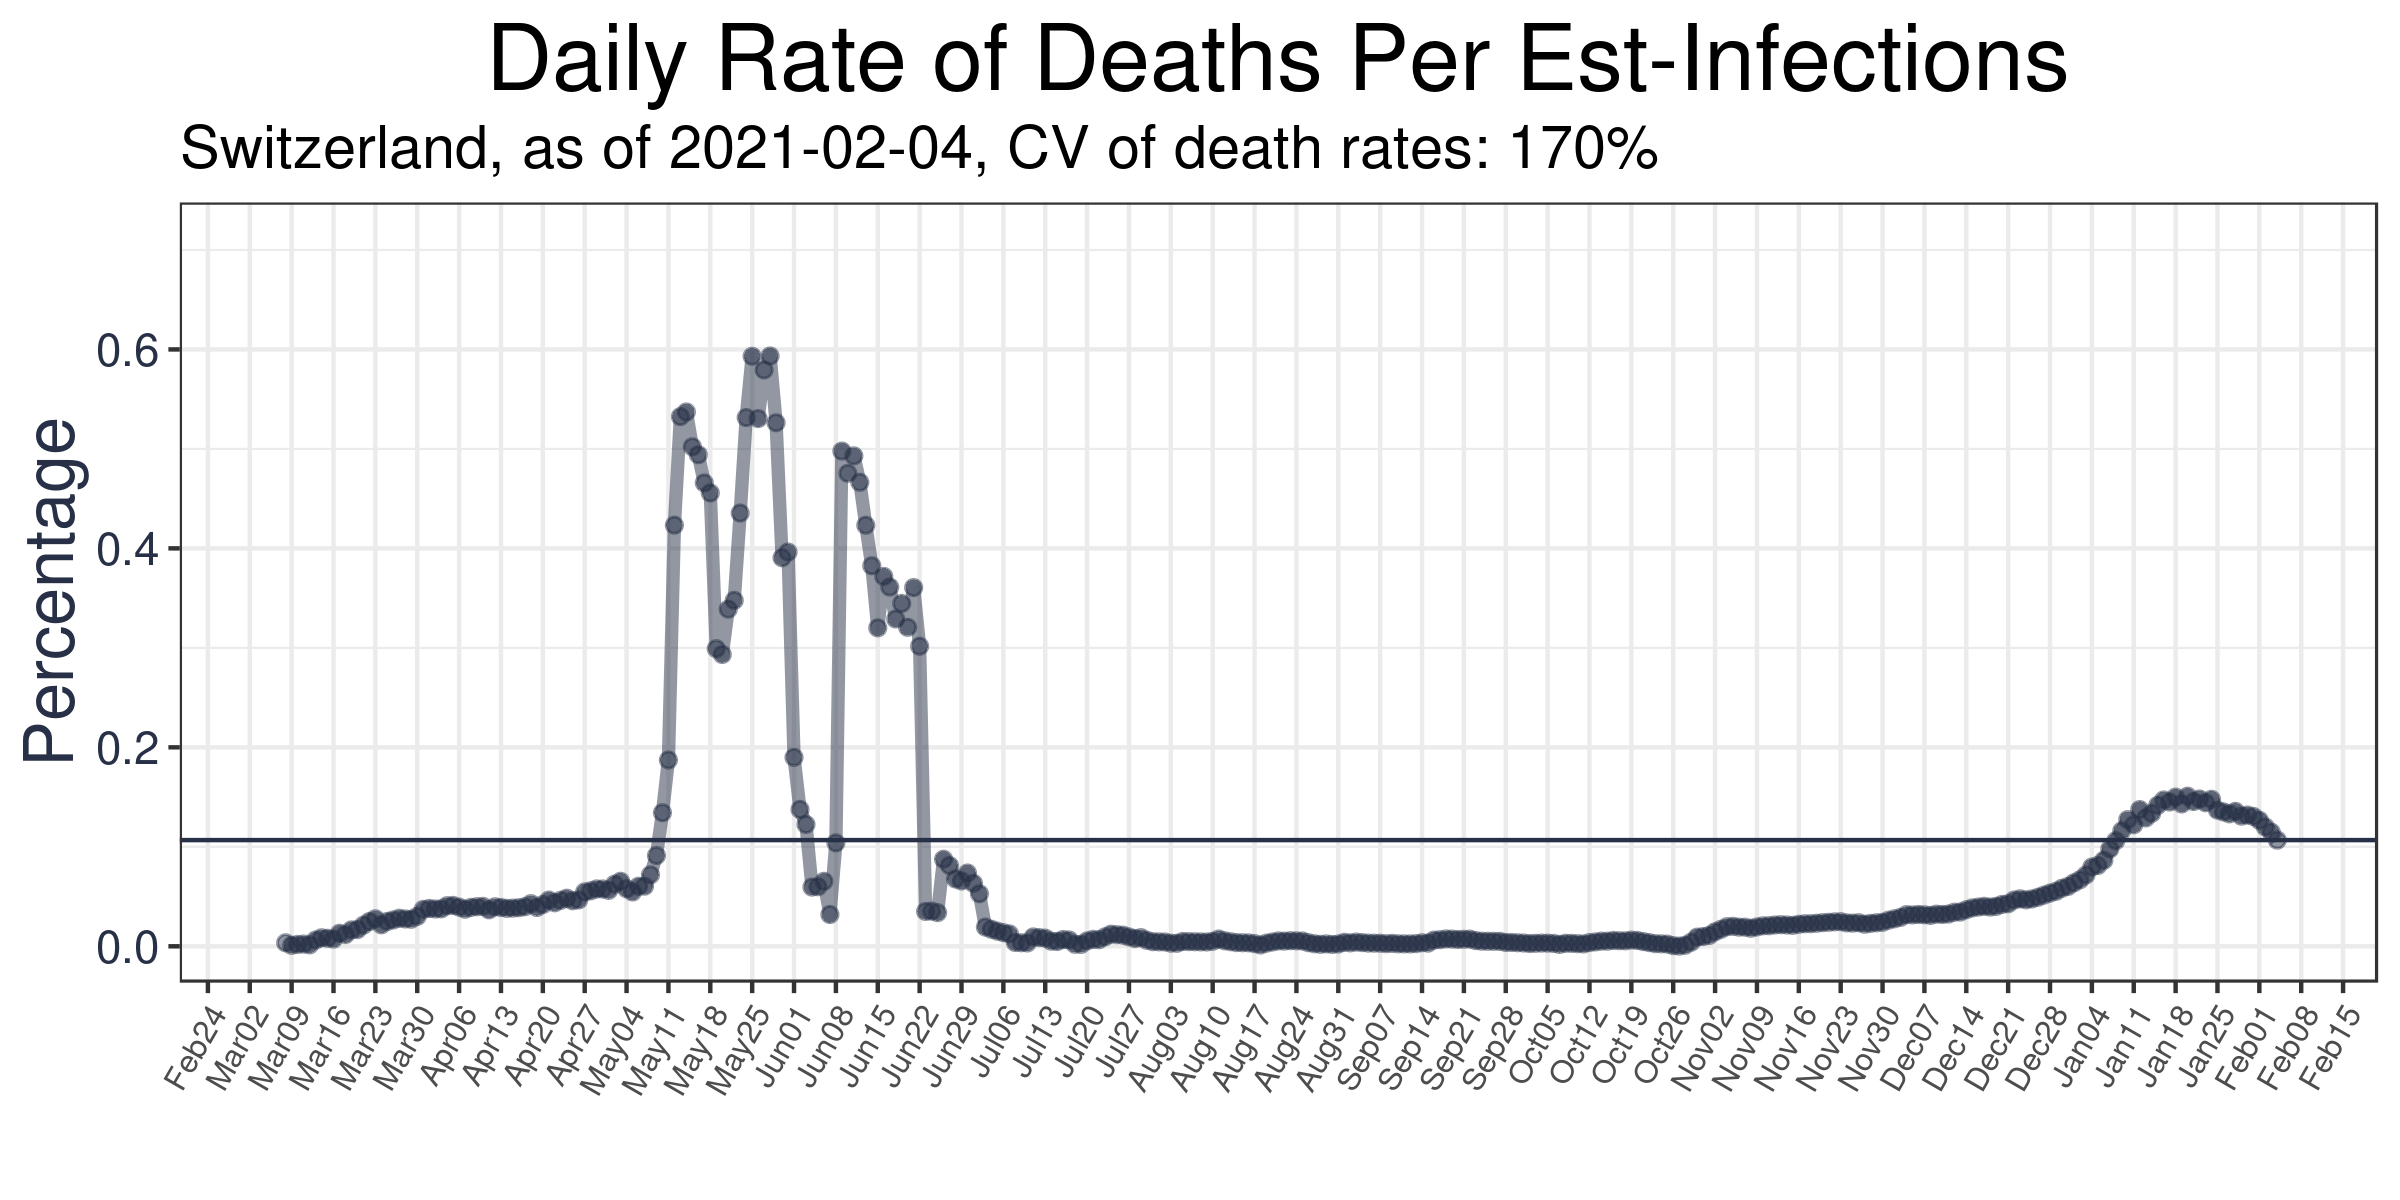 Daily Rate of Deaths Per Est-Infections
Switzerland, as of 2021-02-04, CV of death rates: 170%
Percentage
0.6
0.4
0.2
0.0
Feb24 Mar02 Mar09 Mar16 Mar23 Mar30 Apr06 Apr13 Apr20 Apr27 May04 May11 May18 May25 Jun01 Jun08 Jun15 Jun22 Jun29 Jul06 Jul13 Jul20 Jul27 Aug03 Aug10 Aug17 Aug24 Aug31 Sep07 Sep14 Sep21 Sep28 Oct05 Oct12 Oct19 Oct26 Nov02 Nov09 Nov16 Nov23 Nov30 Dec07 Dec14 Dec21 Dec28 Jan04 Jan11 Jan18 Jan25 Feb01 Feb08 Feb15